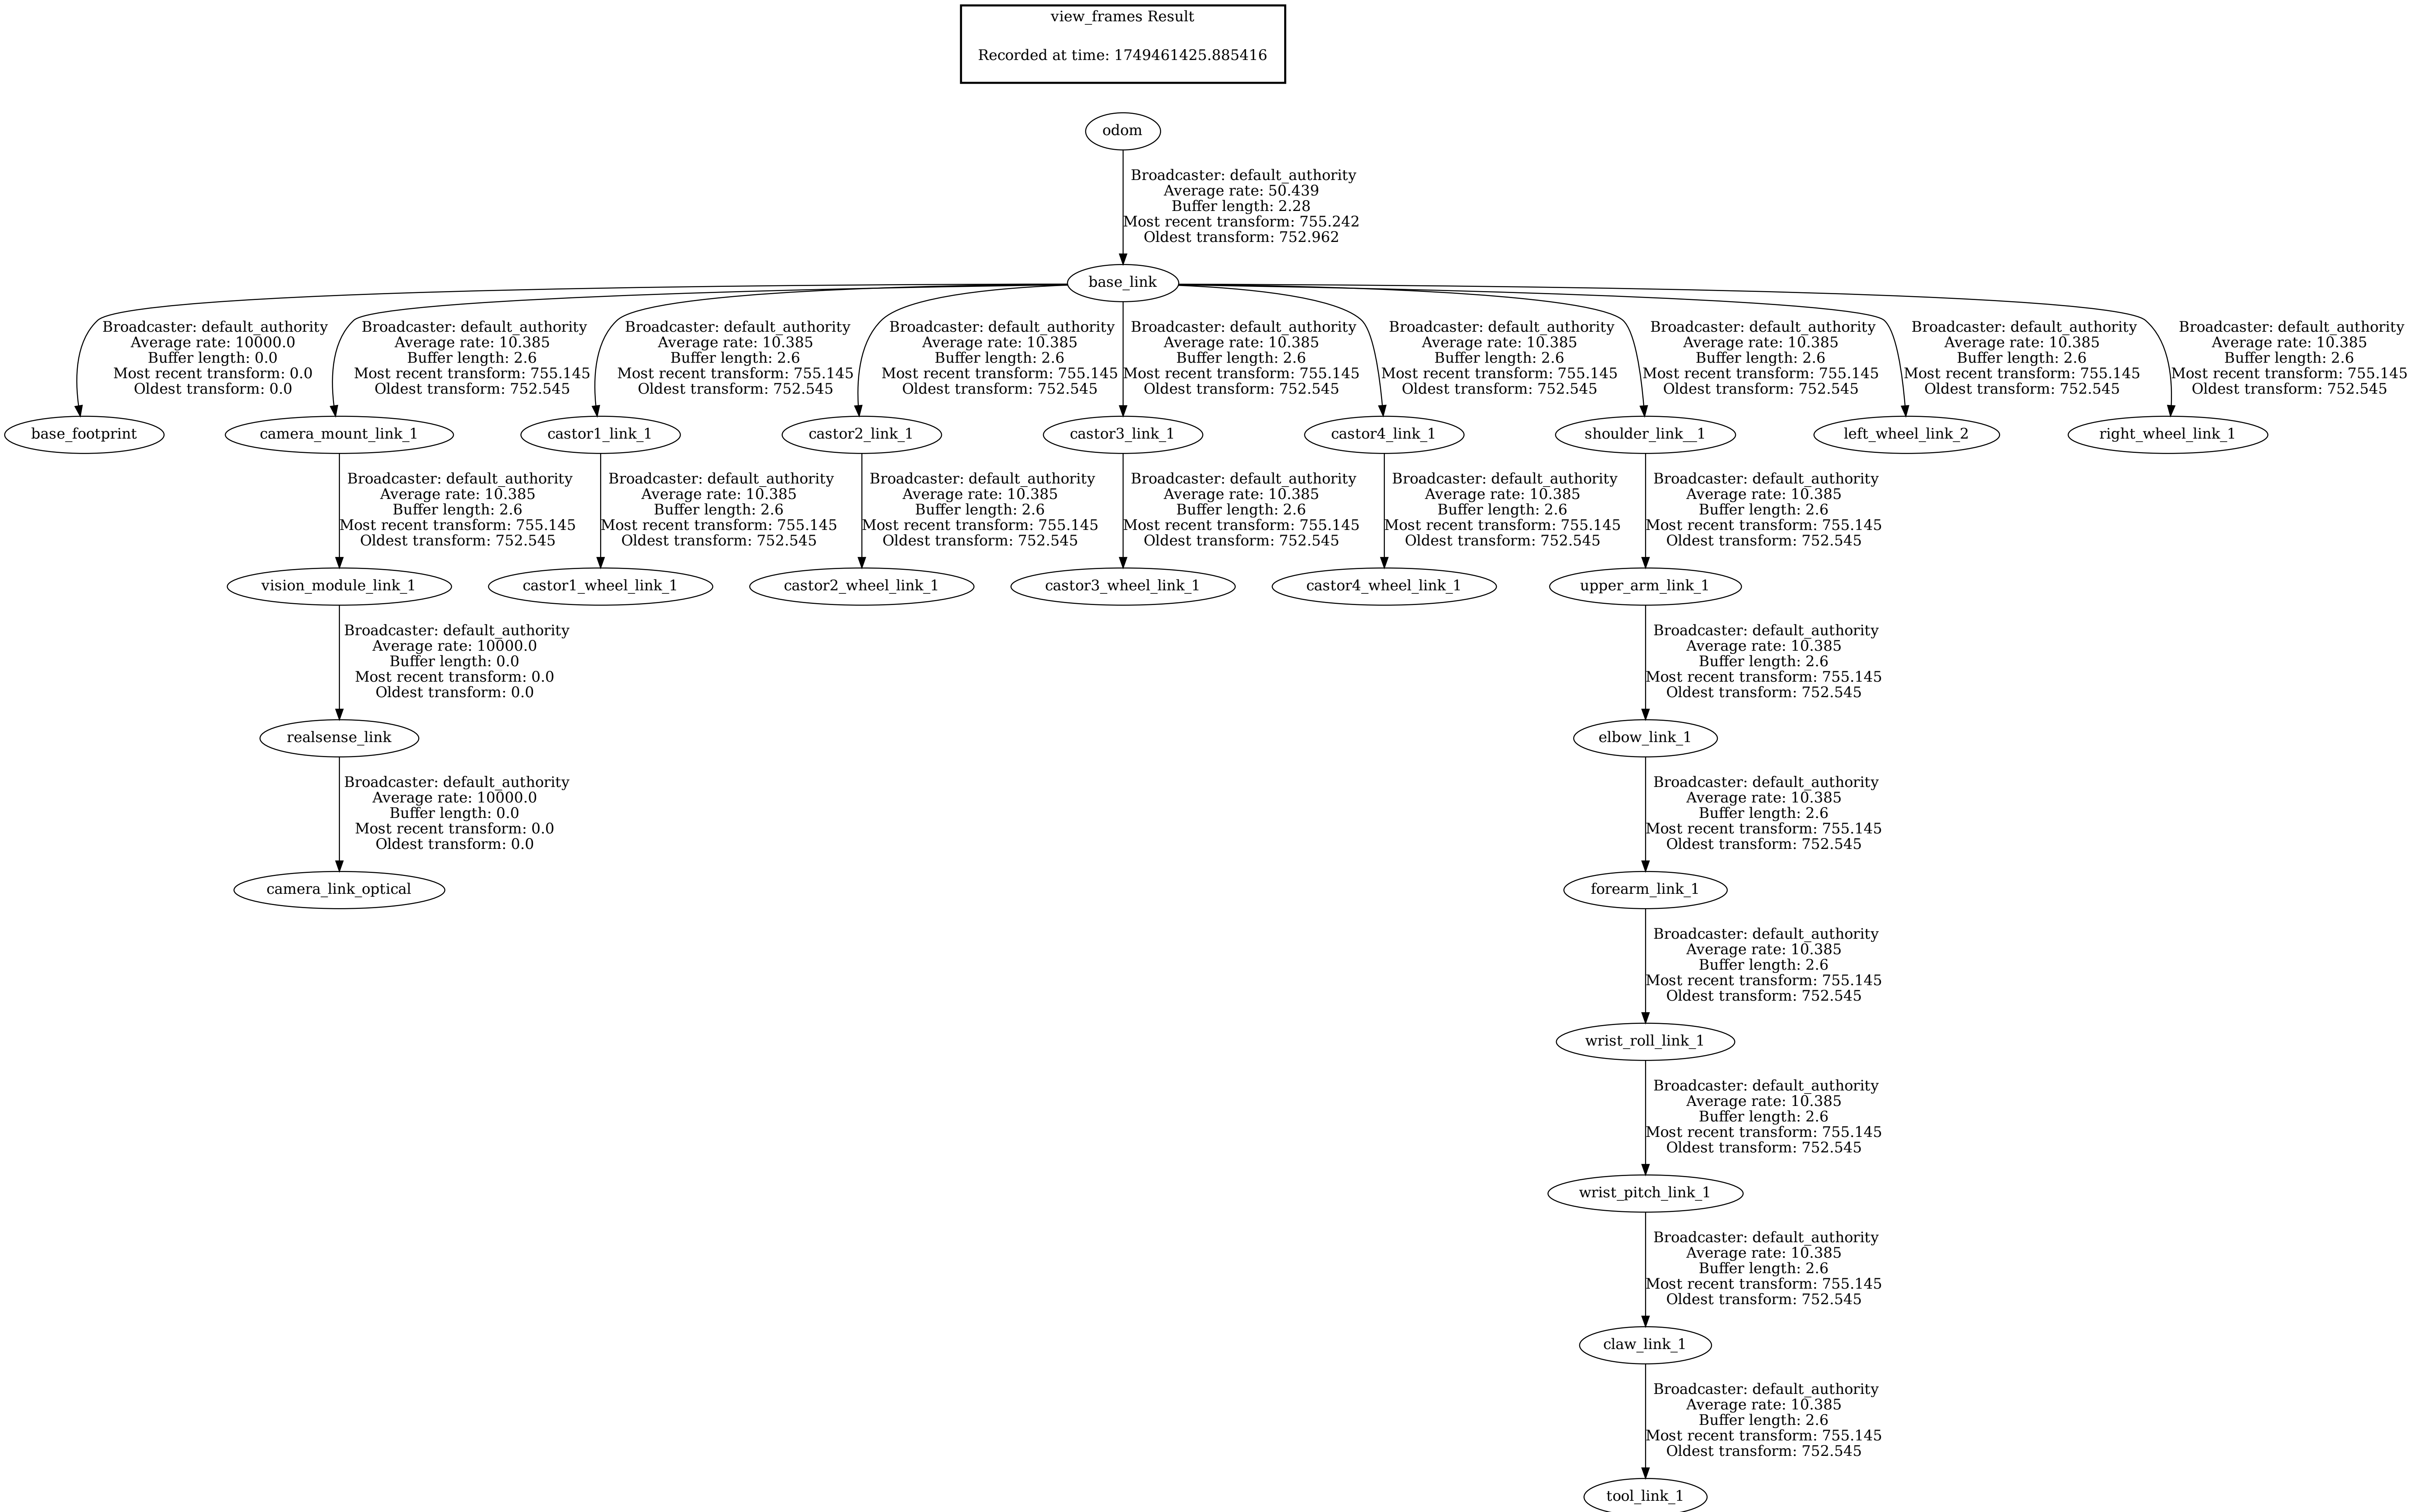 view_frames Result
Recorded at time: 1749461425.885416
odom
Broadcaster: default_authority
Average rate: 50.439
Buffer length: 2.28
Most recent transform: 755.242
Oldest transform: 752.962
base_link
Broadcaster: default_authority
Average rate: 10000.0
Buffer length: 0.0
Most recent transform: 0.0
Oldest transform: 0.0
Broadcaster: default_authority
Average rate: 10.385
Buffer length: 2.6
Most recent transform: 755.145
Oldest transform: 752.545
Broadcaster: default_authority
Average rate: 10.385
Buffer length: 2.6
Most recent transform: 755.145
Oldest transform: 752.545
Broadcaster: default_authority
Average rate: 10.385
Buffer length: 2.6
Most recent transform: 755.145
Oldest transform: 752.545
Broadcaster: default_authority
Average rate: 10.385
Buffer length: 2.6
Most recent transform: 755.145
Oldest transform: 752.545
Broadcaster: default_authority
Average rate: 10.385
Buffer length: 2.6
Most recent transform: 755.145
Oldest transform: 752.545
Broadcaster: default_authority
Average rate: 10.385
Buffer length: 2.6
Most recent transform: 755.145
Oldest transform: 752.545
Broadcaster: default_authority
Average rate: 10.385
Buffer length: 2.6
Most recent transform: 755.145
Oldest transform: 752.545
Broadcaster: default_authority
Average rate: 10.385
Buffer length: 2.6
Most recent transform: 755.145
Oldest transform: 752.545
base_footprint
camera_mount_link_1
castor1_link_1
castor2_link_1
castor3_link_1
castor4_link_1
shoulder_link__1
left_wheel_link_2
right_wheel_link_1
Broadcaster: default_authority
Average rate: 10.385
Buffer length: 2.6
Most recent transform: 755.145
Oldest transform: 752.545
Broadcaster: default_authority
Average rate: 10.385
Buffer length: 2.6
Most recent transform: 755.145
Oldest transform: 752.545
Broadcaster: default_authority
Average rate: 10.385
Buffer length: 2.6
Most recent transform: 755.145
Oldest transform: 752.545
Broadcaster: default_authority
Average rate: 10.385
Buffer length: 2.6
Most recent transform: 755.145
Oldest transform: 752.545
Broadcaster: default_authority
Average rate: 10.385
Buffer length: 2.6
Most recent transform: 755.145
Oldest transform: 752.545
Broadcaster: default_authority
Average rate: 10.385
Buffer length: 2.6
Most recent transform: 755.145
Oldest transform: 752.545
vision_module_link_1
castor1_wheel_link_1
castor2_wheel_link_1
castor3_wheel_link_1
castor4_wheel_link_1
upper_arm_link_1
Broadcaster: default_authority
Average rate: 10000.0
Buffer length: 0.0
Most recent transform: 0.0
Oldest transform: 0.0
Broadcaster: default_authority
Average rate: 10.385
Buffer length: 2.6
Most recent transform: 755.145
Oldest transform: 752.545
realsense_link
elbow_link_1
Broadcaster: default_authority
Average rate: 10000.0
Buffer length: 0.0
Most recent transform: 0.0
Oldest transform: 0.0
Broadcaster: default_authority
Average rate: 10.385
Buffer length: 2.6
Most recent transform: 755.145
Oldest transform: 752.545
camera_link_optical
forearm_link_1
Broadcaster: default_authority
Average rate: 10.385
Buffer length: 2.6
Most recent transform: 755.145
Oldest transform: 752.545
wrist_roll_link_1
Broadcaster: default_authority
Average rate: 10.385
Buffer length: 2.6
Most recent transform: 755.145
Oldest transform: 752.545
wrist_pitch_link_1
Broadcaster: default_authority
Average rate: 10.385
Buffer length: 2.6
Most recent transform: 755.145
Oldest transform: 752.545
claw_link_1
Broadcaster: default_authority
Average rate: 10.385
Buffer length: 2.6
Most recent transform: 755.145
Oldest transform: 752.545
tool_link_1